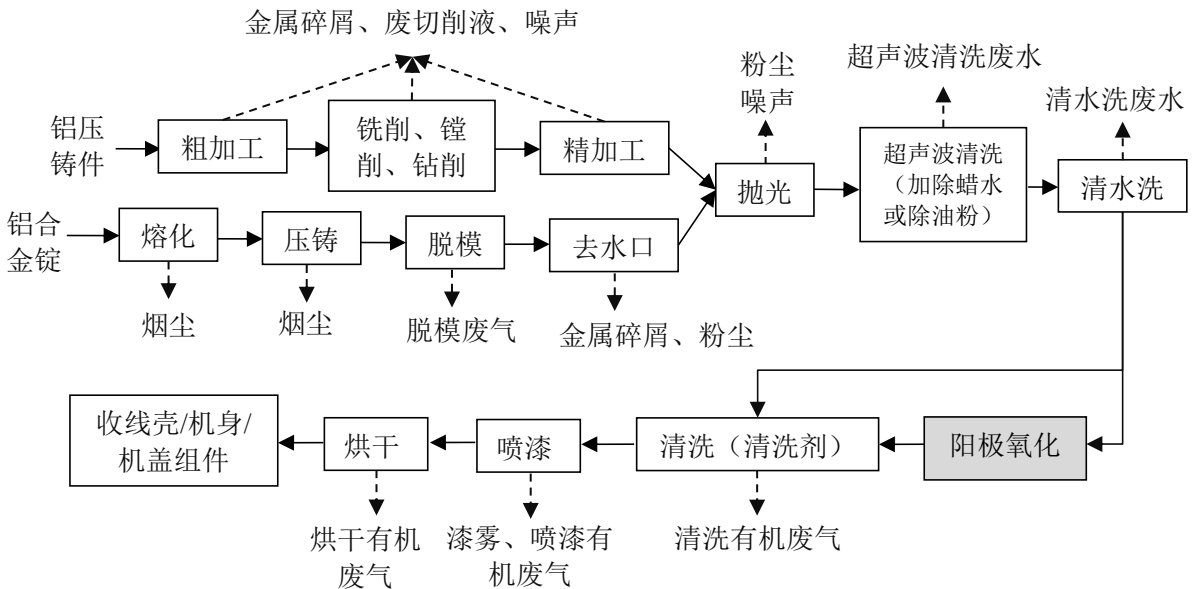 金属碎屑、废切削液、噪声
粉尘
噪声
超声波清洗废水
清水洗废水
铝压
铸件
粗加工
铣削、镗
削、钻削
精加工
抛光
超声波清洗
（加除蜡水
或除油粉）
清水洗
铝合
金锭
熔化
压铸
脱模
去水口
烟尘
烟尘
脱模废气
金属碎屑、粉尘
收线壳/机身/
机盖组件
烘干
喷漆
清洗（清洗剂）
阳极氧化
烘干有机
废气
漆雾、喷漆有
机废气
清洗有机废气